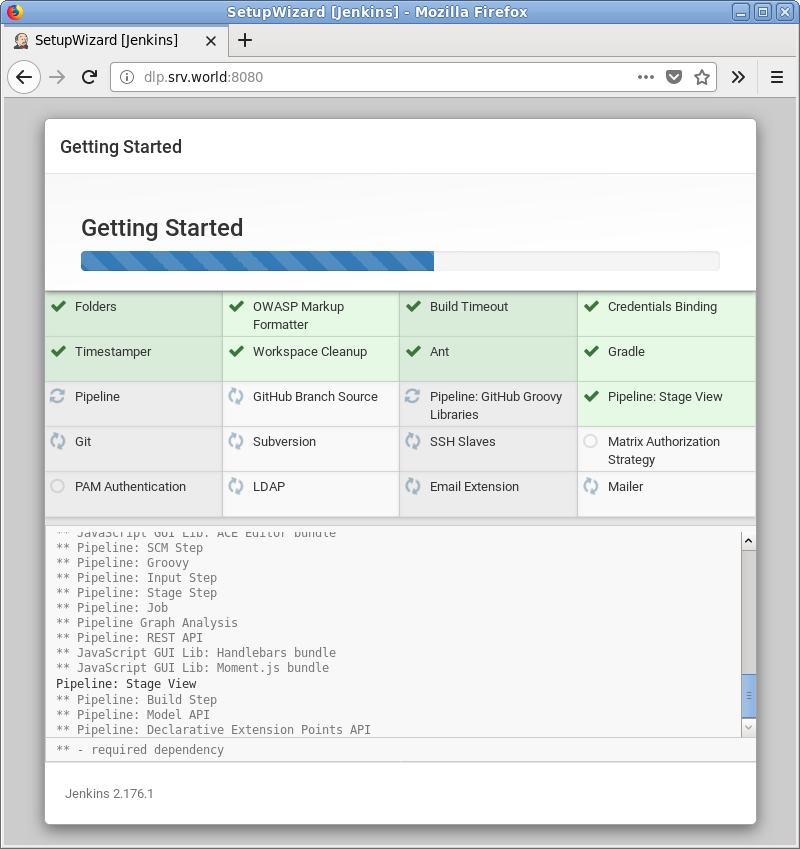 SetupWizard [Jenkins] - Mozilla Firefox
SetupWizard [Jenkins]
dlp.srv.world:8080
Getting Started
Getting Started
Folders
OWASP Markup
Formatter
Build Timeout
Credentials Binding
Timestamper
Workspace Cleanup
Ant
Gradle
Pipeline
GitHub Branch Source
Pipeline: GitHub Groovy
Libraries
Pipeline: Stage View
Git
Subversion
SSH Slaves
Matrix Authorization
Strategy
PAM Authentication
LDAP
Email Extension
Mailer
** JavaScript GUI Lib: ACE Editor bundle
** Pipeline: SCM Step
** Pipeline: Groovy
** Pipeline: Input Step
** Pipeline: Stage Step
** Pipeline: Job
** Pipeline Graph Analysis
** Pipeline: REST API
** JavaScript GUI Lib: Handlebars bundle
** JavaScript GUI Lib: Moment.js bundle
Pipeline: Stage View
** Pipeline: Build Step
** Pipeline: Model API
** Pipeline: Declarative Extension Points API
** - required dependency
Jenkins 2.176.1